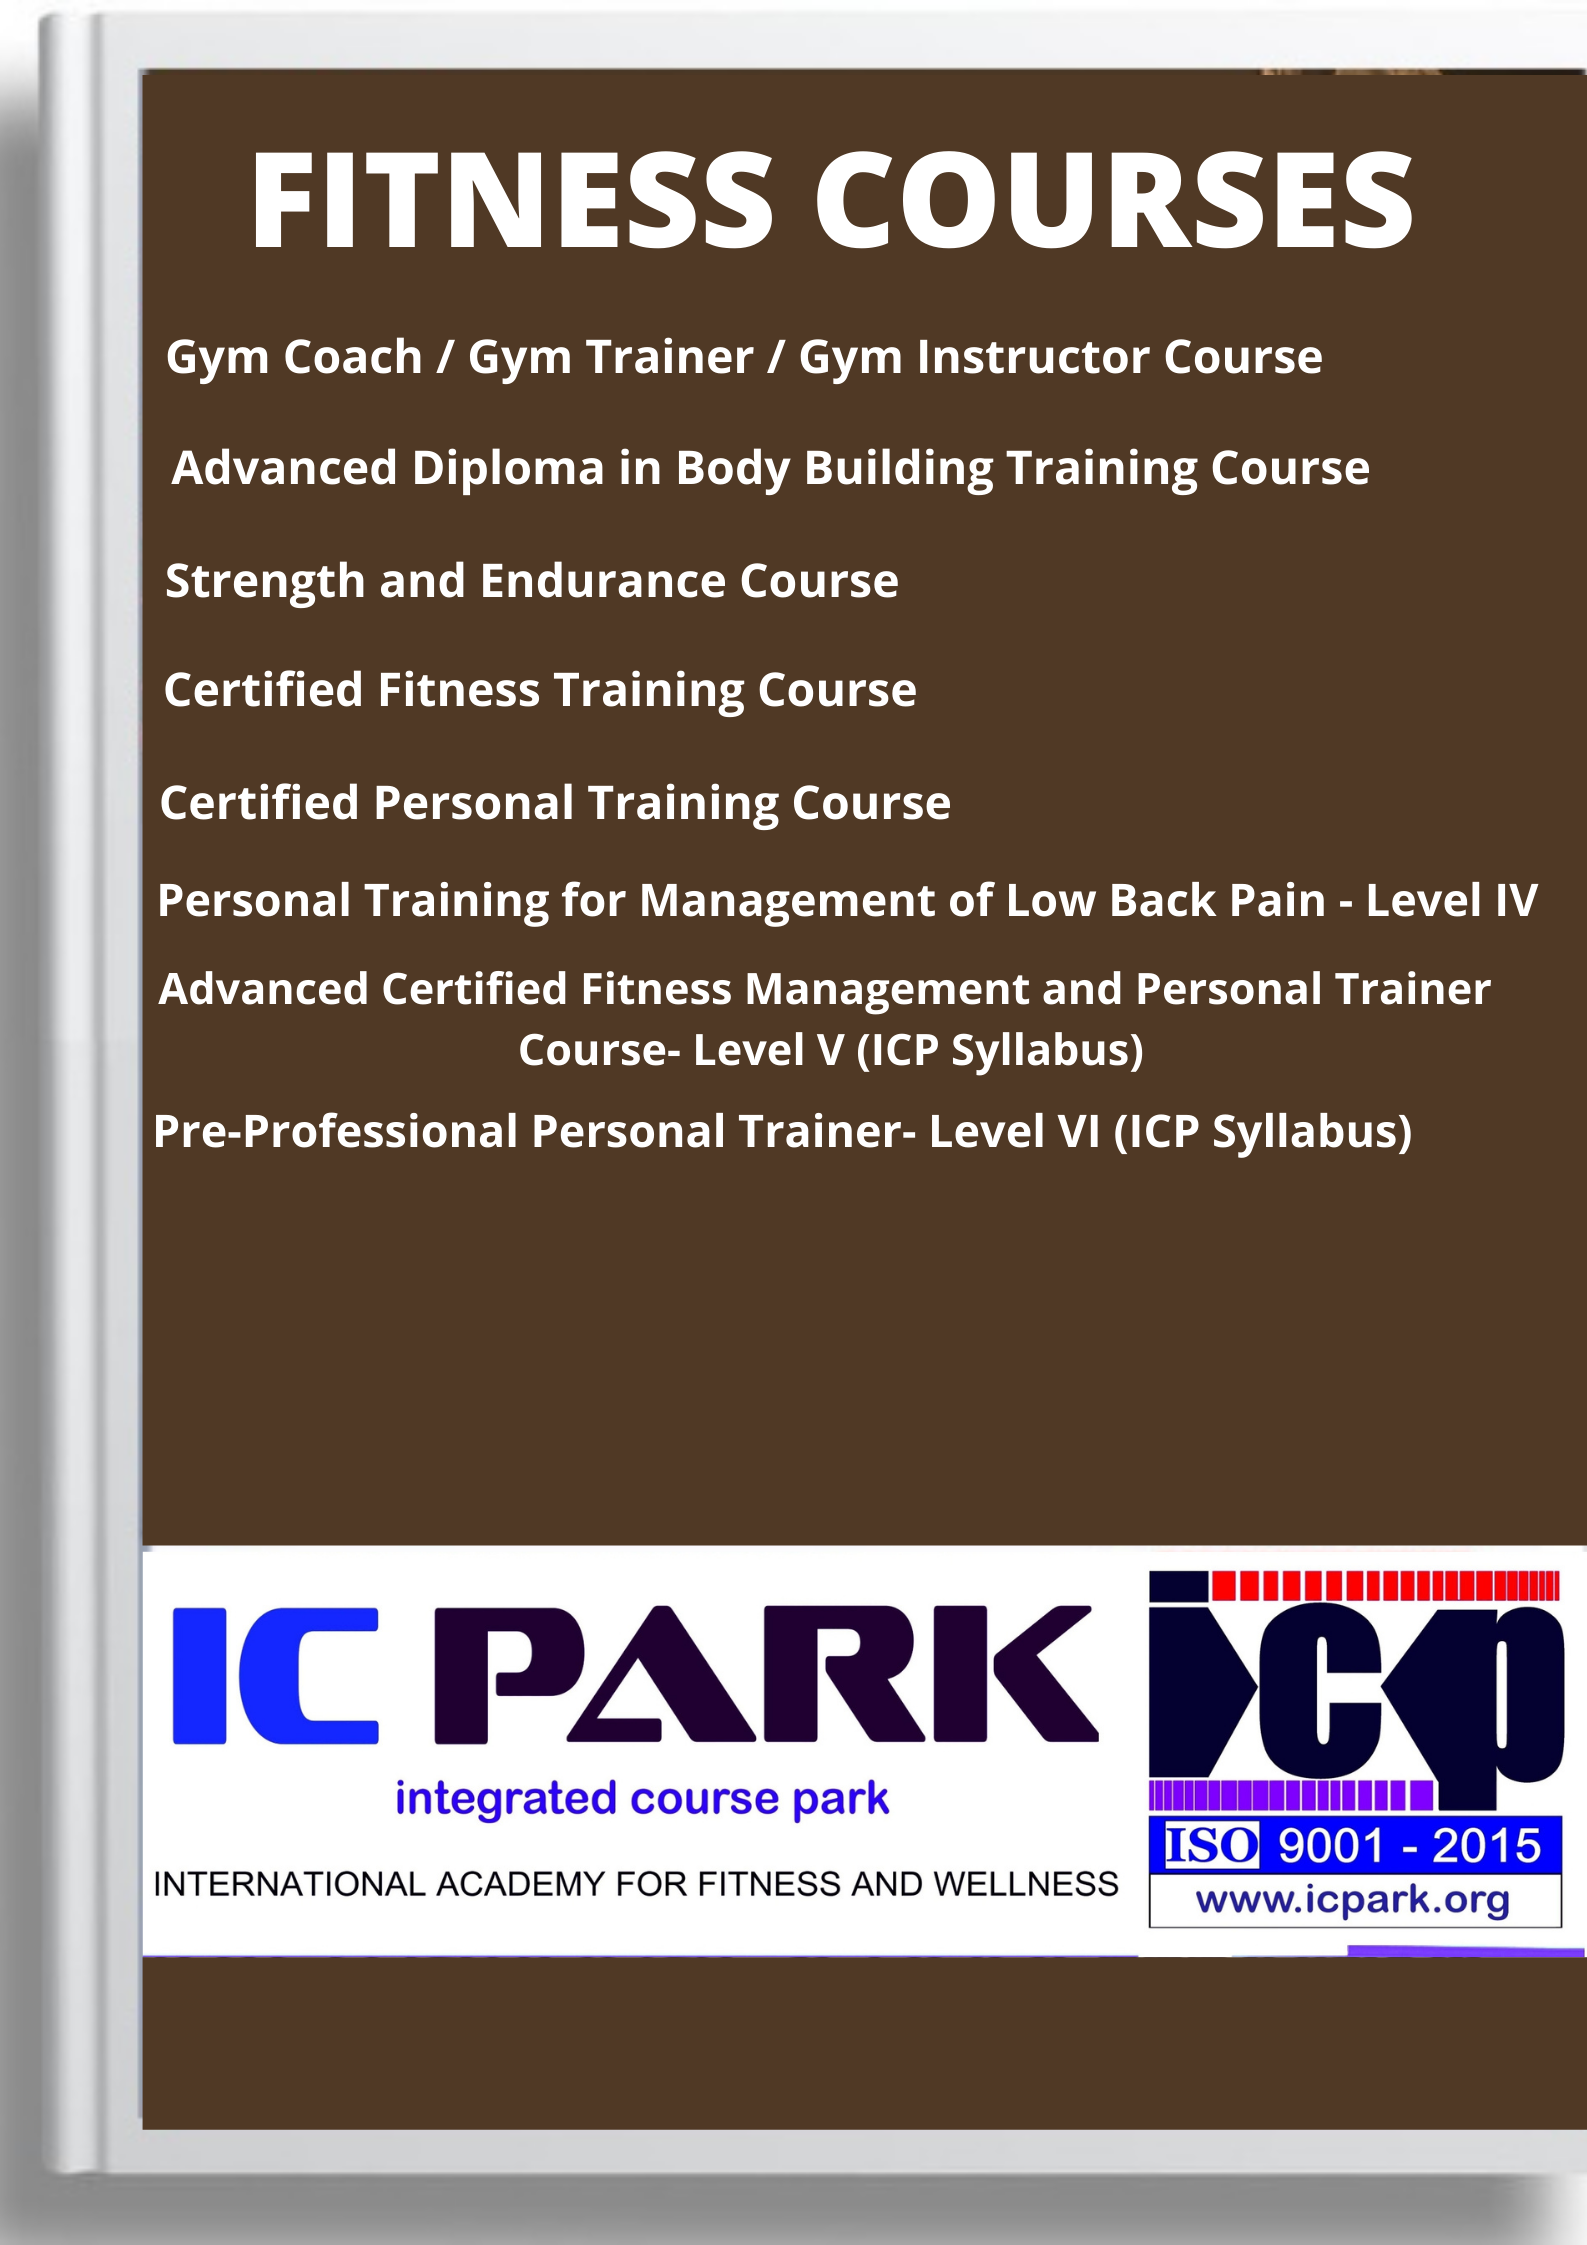 FITNESS COURSES
Gym Coach / Gym Trainer / Gym Instructor Course
Advanced Diploma in Body Building Training Course
Strength and Endurance Course
Certified Fitness Training Course
Certified Personal Training Course
Personal Training for Management of Low Back Pain - Level IV
Advanced Certified Fitness Management and Personal Trainer
Course- Level V (ICP Syllabus)
Pre-Professional Personal Trainer- Level VI (ICP Syllabus)
IC PARK
integrated course park
INTERNATIONAL ACADEMY FOR FITNESS AND WELLNESS
icp
ISO 9001 - 2015
www.icpark.org